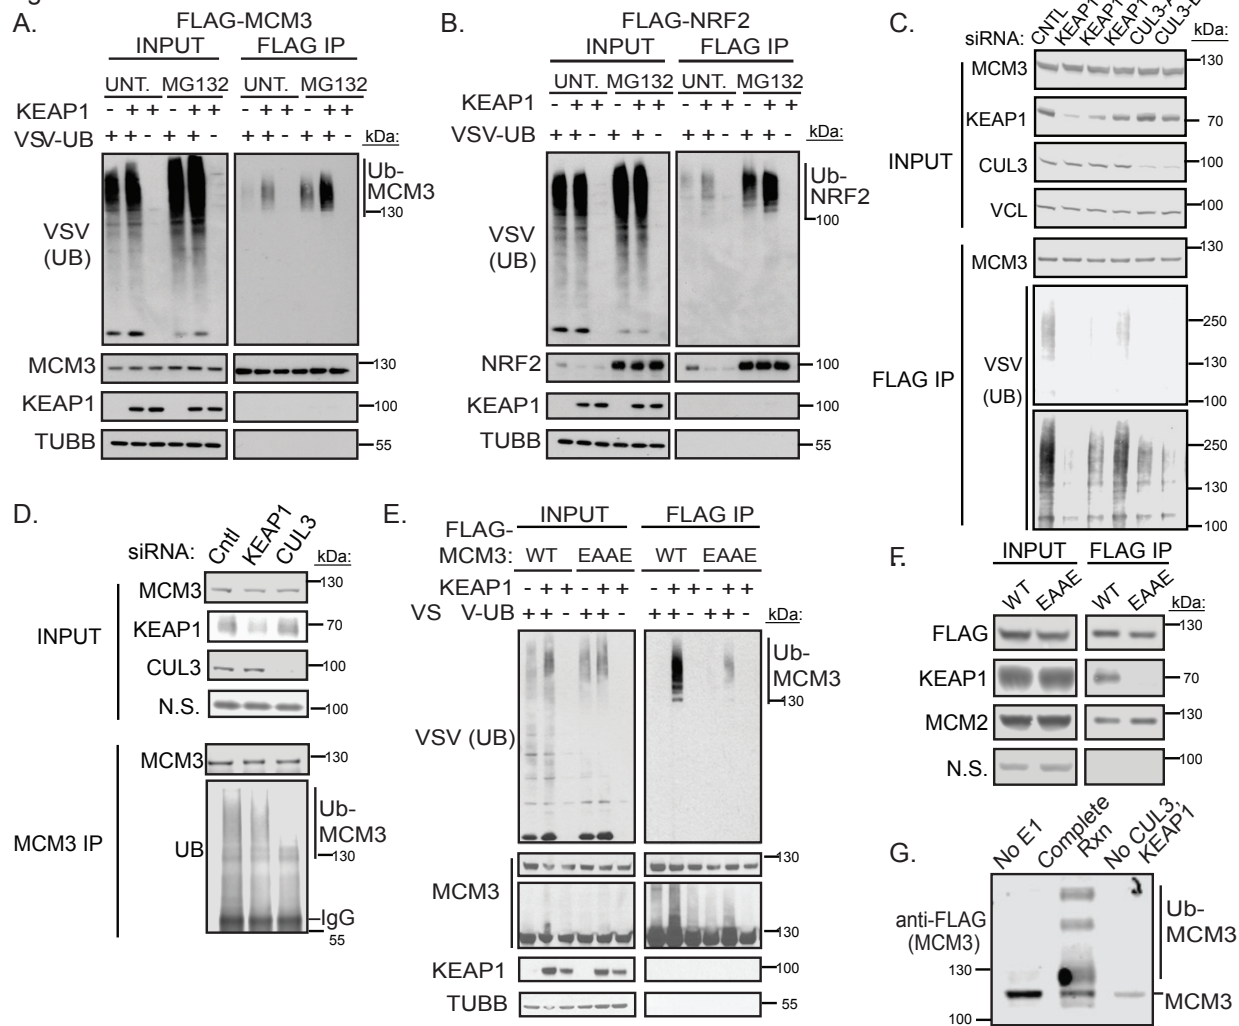 A.
FLAG-MCM3
INPUT FLAG IP
UNT. MG132 UNT. MG132
KEAP1 - + + - + + - + + - + +
VSV-UB + + - + + - + + - + + - kDa:
Ub-
MCM3
130
VSV
(UB)
MCM3 130
KEAP1 100
TUBB 55
B.
FLAG-NRF2
INPUT FLAG IP
UNT. MG132 UNT. MG132
KEAP1 - + + - + + - + + - + +
VSV-UB + + - + + - + + - + + - kDa:
Ub-
NRF2
100
VSV
(UB)
NRF2 100
KEAP1 100
TUBB 55
C.
siRNA: CNTL KEAP1 KEAP1 KEAP1 CUL3-A kDa:
INPUT
MCM3 130
KEAP1 70
CUL3 100
VCL 100
FLAG IP
MCM3 130
VSV
(UB)
250
130
100
250
130
100
D.
siRNA: Cntl KEAP1 CUL3 kDa:
INPUT
MCM3 130
KEAP1 70
CUL3 100
N.S. 100
MCM3 IP
MCM3 130
UB
Ub-
MCM3
130
IgG
55
E.
INPUT FLAG IP
FLAG-
MCM3: WT EAAE WT EAAE
KEAP1 - + + - + + - + + - + +
VS V-UB + + - + + - + + - + + - kDa:
Ub-
MCM3
130
VSV (UB)
MCM3 130
130
KEAP1 100
TUBB 55
F.
INPUT FLAG IP
WT EAAE WT EAAE kDa:
FLAG 130
KEAP1 70
MCM2 130
N.S. 100
G.
No E1 Complete Rxn No CUL3, KEAP1
anti-FLAG
(MCM3)
130
100
Ub-
MCM3
MCM3